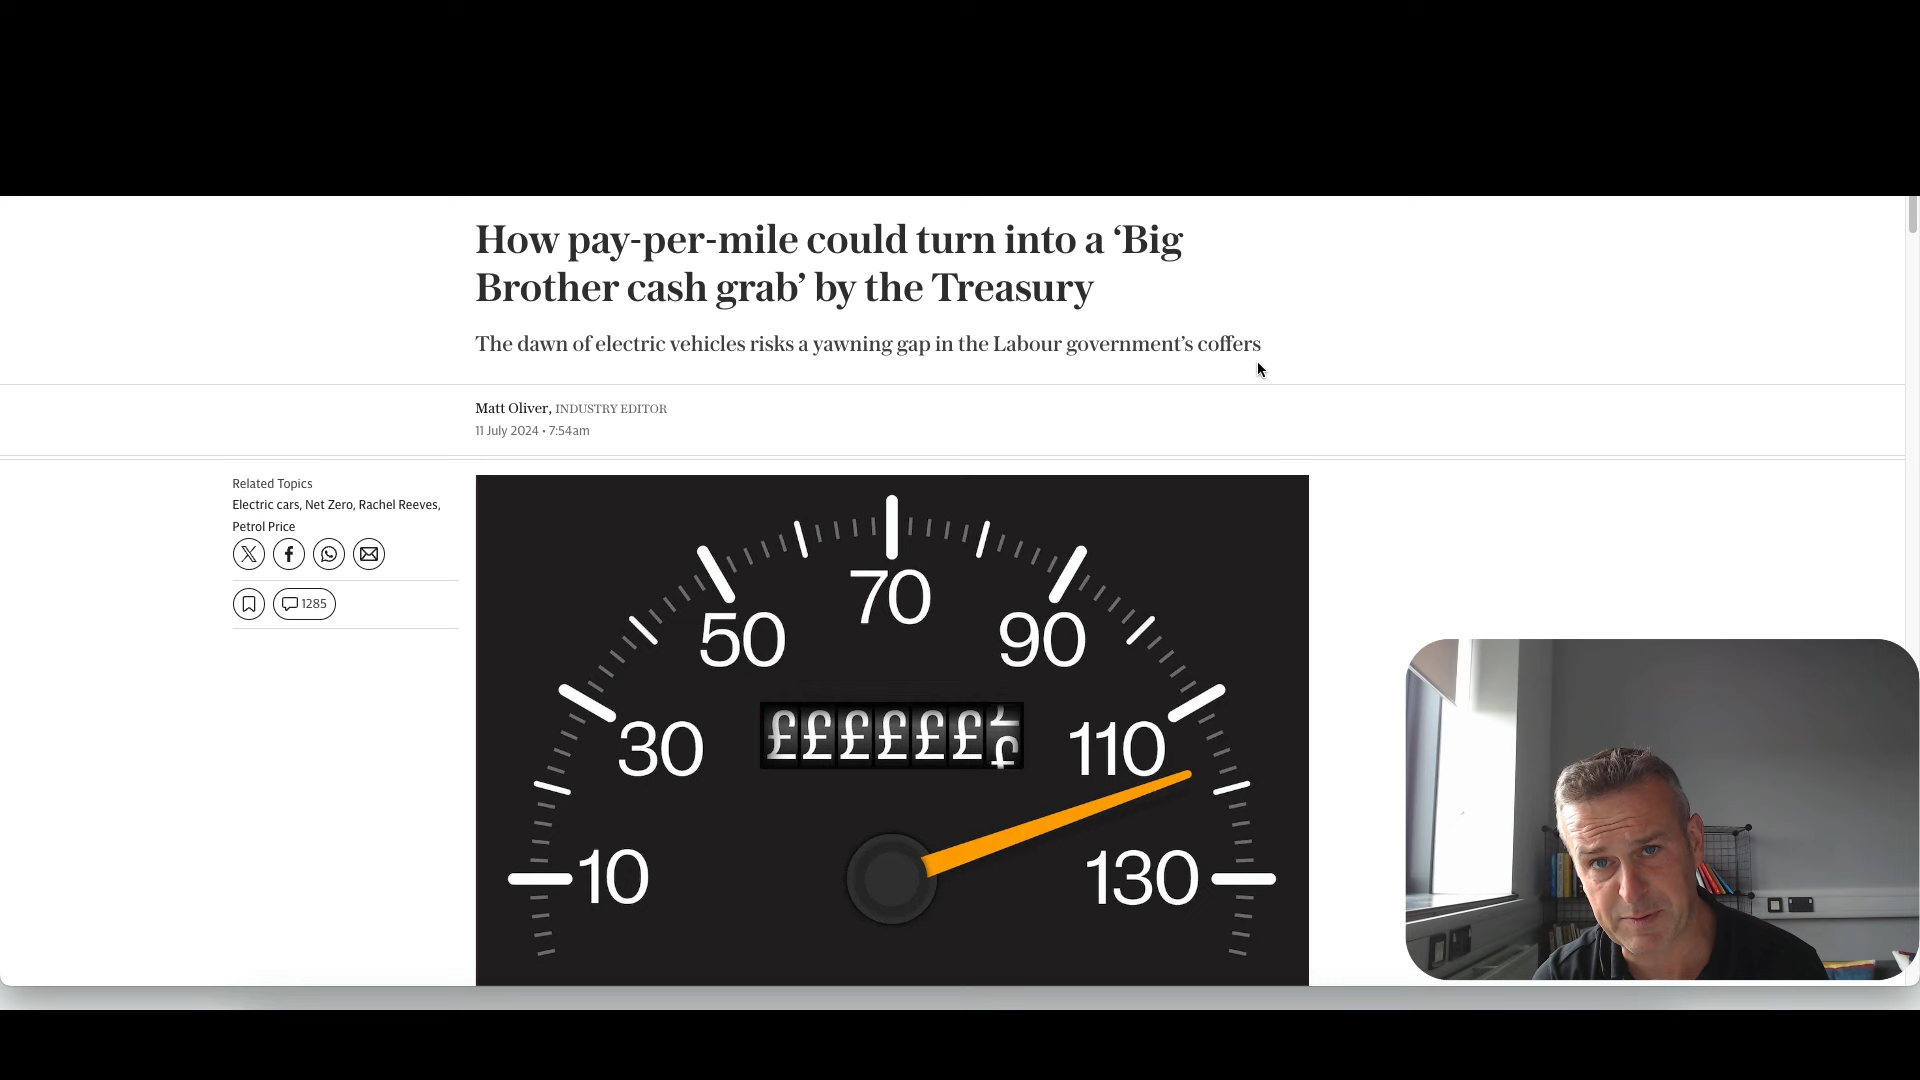 How pay-per-mile could turn into a ‘Big
Brother cash grab’ by the Treasury
The dawn of electric vehicles risks a yawning gap in the Labour government’s coffers
Matt Oliver, INDUSTRY EDITOR
11 July 2024 • 7:54am
Related Topics
Electric cars, Net Zero, Rachel Reeves,
Petrol Price
1285
10
30
50
70
90
110
130
£££££££